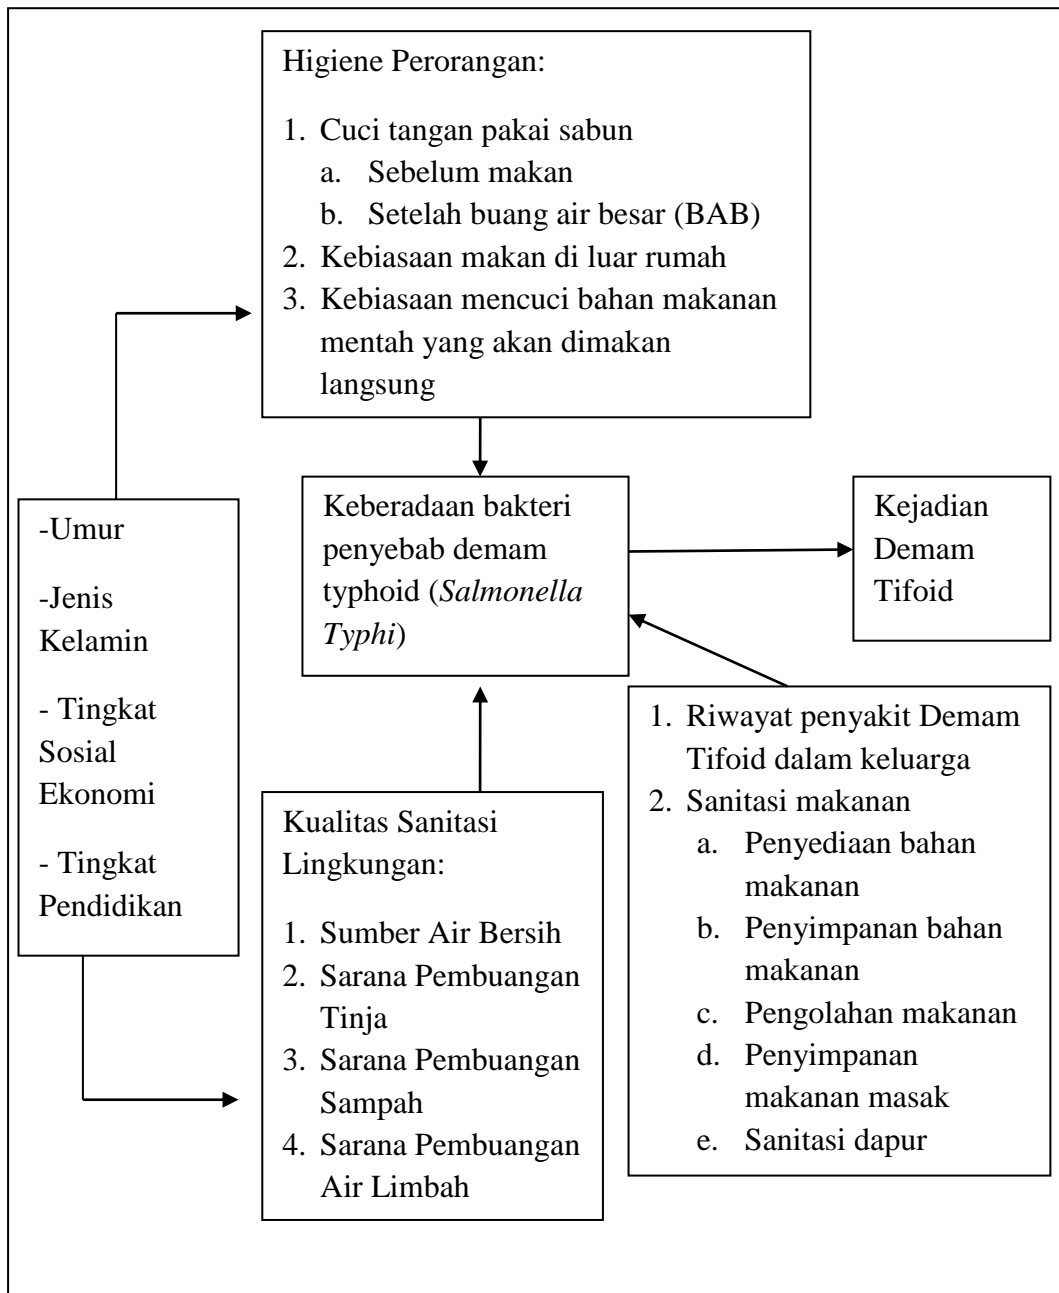 Higiene Perorangan:
1. Cuci tangan pakai sabun
a. Sebelum makan
b. Setelah buang air besar (BAB)
2. Kebiasaan makan di luar rumah
3. Kebiasaan mencuci bahan makanan
mentah yang akan dimakan
langsung
-Umur
-Jenis
Kelamin
- Tingkat
Sosial
Ekonomi
- Tingkat
Pendidikan
Keberadaan bakteri
penyebab demam
typhoid (Salmonella
Typhi)
Kejadian
Demam
Tifoid
Kualitas Sanitasi
Lingkungan:
1. Sumber Air Bersih
2. Sarana Pembuangan
Tinja
3. Sarana Pembuangan
Sampah
4. Sarana Pembuangan
Air Limbah
1. Riwayat penyakit Demam
Tifoid dalam keluarga
2. Sanitasi makanan
a. Penyediaan bahan
makanan
b. Penyimpanan bahan
makanan
c. Pengolahan makanan
d. Penyimpanan
makanan masak
e. Sanitasi dapur